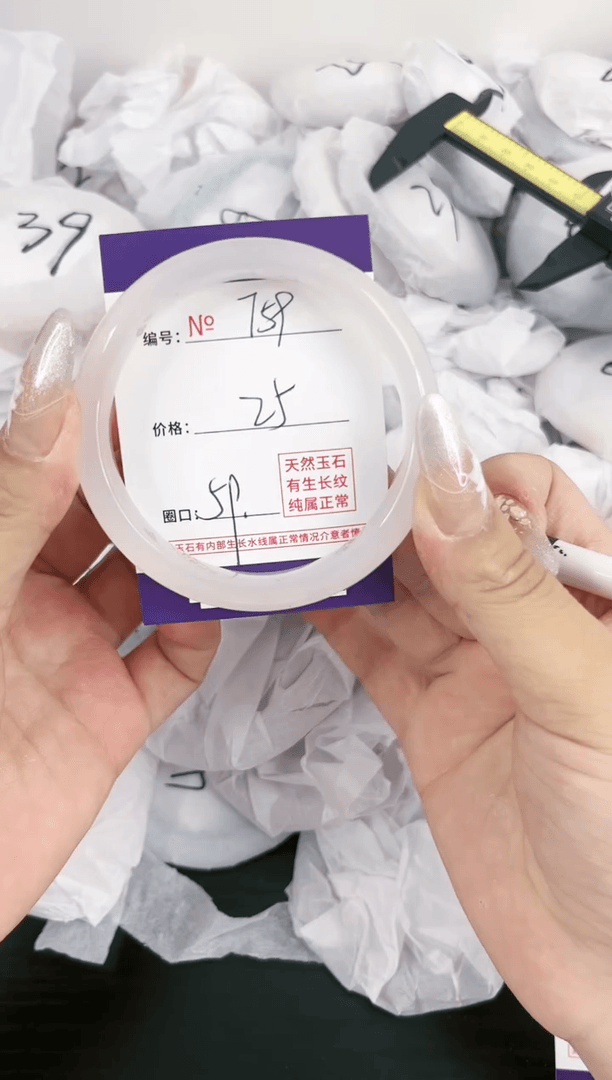 39
编号: № 759
价格: 25
天然玉石
有生长纹
纯属正常
圈口:
玉石有内部生长水线属正常情况介意者慎